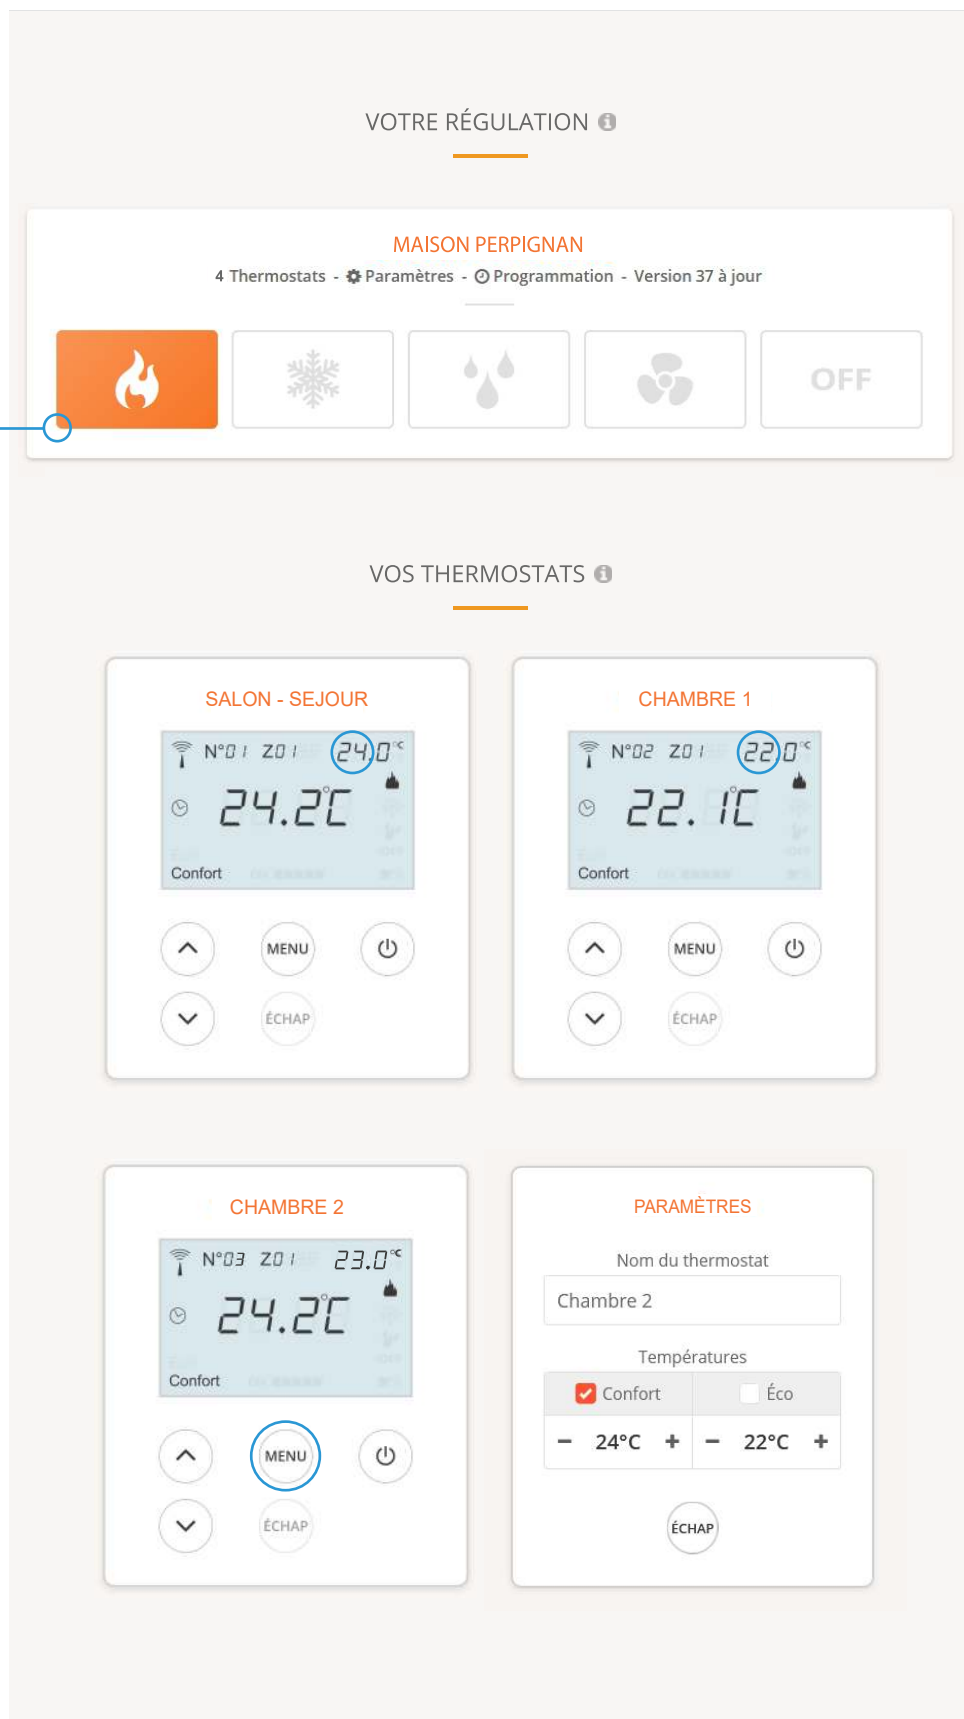 VOTRE RÉGULATION
MAISON PERPIGNAN
4 Thermostats - Paramètres - Programmation - Version 37 à jour
OFF
VOS THERMOSTATS
SALON - SEJOUR
N°01 Z01 24.0°C
24.2°C
Confort
MENU
ÉCHAP
CHAMBRE 1
N°02 Z01 22.0°C
22.1°C
Confort
MENU
ÉCHAP
CHAMBRE 2
N°03 Z01 23.0°C
24.2°C
Confort
MENU
ÉCHAP
PARAMÈTRES
Nom du thermostat
Chambre 2
Températures
Confort Éco
− 24°C + − 22°C +
ÉCHAP